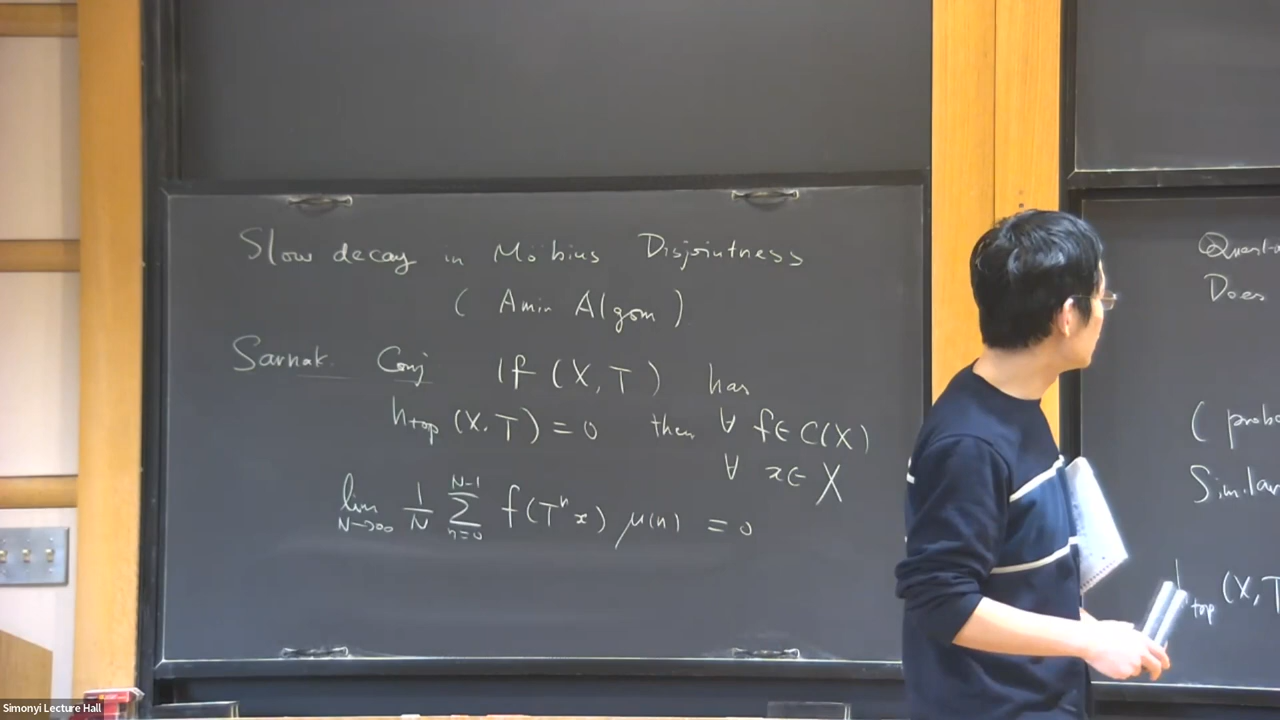 Slow decay in Möbius Disjointness
( Amir Algom )
Sarnak. Conj If (X, T) has
h_top (X, T) = 0 then ∀ f ∈ C(X)
∀ x ∈ X
lim_{N→∞} 1/N ∑_{n=0}^{N-1} f(T^n x) μ(n) = 0
Does
Similar
h_top (X, T
Simonyi Lecture Hall